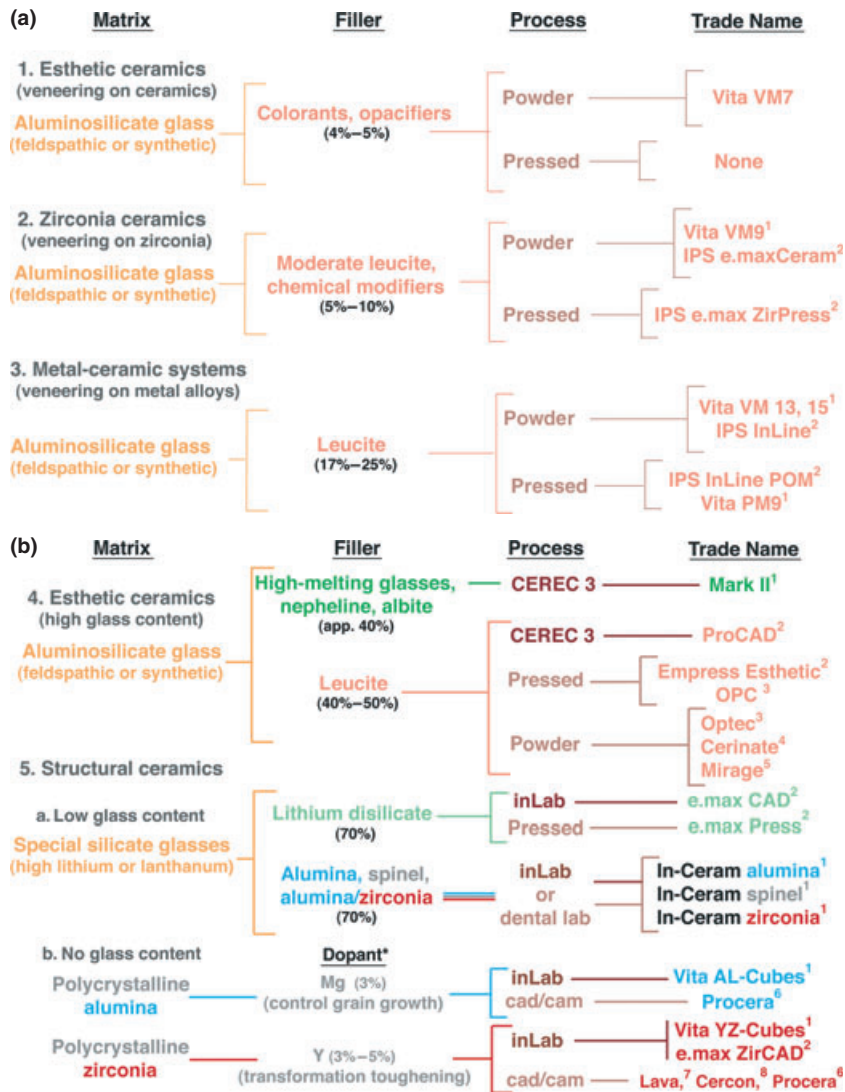 (a)
Matrix Filler Process Trade Name
1. Esthetic ceramics
(veneering on ceramics)
Powder Vita VM7
Colorants, opacifiers
Aluminosilicate glass
(4%–5%)
(feldspathic or synthetic)
Pressed None
2. Zirconia ceramics
(veneering on zirconia)
Powder Vita VM9¹
IPS e.maxCeram²
Aluminosilicate glass Moderate leucite,
(feldspathic or synthetic) chemical modifiers
(5%–10%)
Pressed IPS e.max ZirPress²
3. Metal-ceramic systems
(veneering on metal alloys)
Powder Vita VM 13, 15¹
IPS InLine²
Aluminosilicate glass Leucite
(feldspathic or synthetic) (17%–25%)
Pressed IPS InLine POM²
Vita PM9¹
(b)
Matrix Filler Process Trade Name
High-melting glasses, CEREC 3 Mark II¹
nepheline, albite
(app. 40%)
4. Esthetic ceramics
(high glass content)
CEREC 3 ProCAD²
Aluminosilicate glass
(feldspathic or synthetic)
Leucite
(40%–50%)
Pressed Empress Esthetic²
OPC ³
Powder Optec³
Cerinate⁴
Mirage⁵
5. Structural ceramics
a. Low glass content
Lithium disilicate inLab e.max CAD²
(70%) Pressed e.max Press²
Special silicate glasses
(high lithium or lanthanum)
Alumina, spinel, inLab In-Ceram alumina¹
alumina/zirconia or In-Ceram spinel¹
(70%) dental lab In-Ceram zirconia¹
b. No glass content Dopant*
Polycrystalline Mg (3%) inLab Vita AL-Cubes¹
alumina (control grain growth) cad/cam Procera⁶
Polycrystalline Y (3%–5%) inLab Vita YZ-Cubes¹
zirconia (transformation toughening) e.max ZirCAD²
cad/cam Lava,⁷ Cercon,⁸ Procera⁶